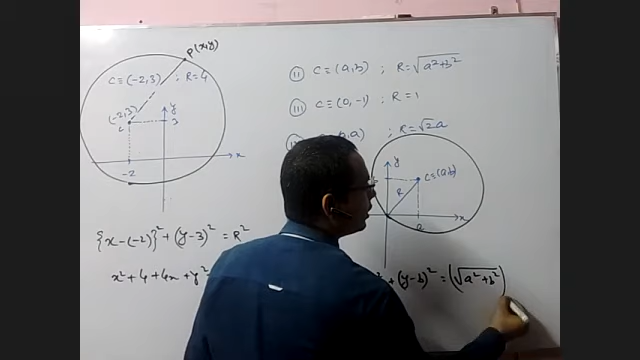 P(x,y)
C≡(-2,3) ; R=4
(-2,3)
C
y
3
x
-2
{x-(-2)}² + (y-3)² = R²
x² + 4 + 4x + y²
(ii) C≡(a,b) ; R=√a²+b²
(iii) C≡(0,-1) ; R=1
a) ; R=√2a
y
C≡(a,b)
R
x
a
² + (y-b)² = (√a²+b²)